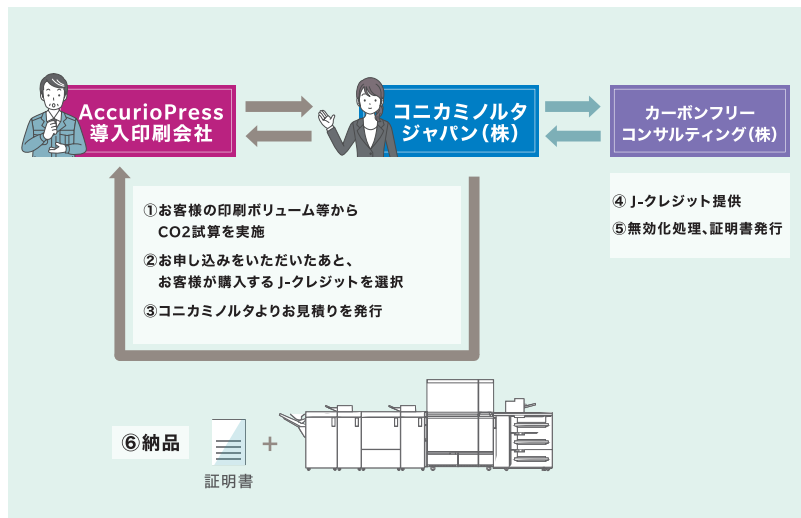 AccurioPress
導入印刷会社
コニカミノルタ
ジャパン(株)
カーボンフリー
コンサルティング(株)
①お客様の印刷ボリューム等から
CO2試算を実施
②お申し込みをいただいたあと、
お客様が購入するJ-クレジットを選択
③コニカミノルタよりお見積りを発行
④J-クレジット提供
⑤無効化処理、証明書発行
⑥納品
+
証明書